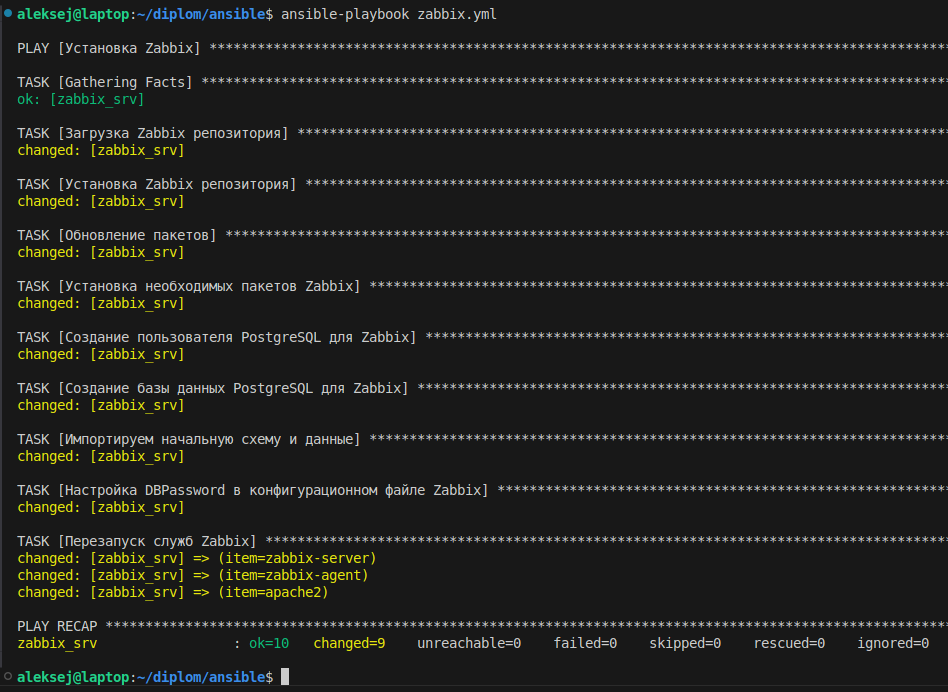 aleksej@laptop:~/diplom/ansible$ ansible-playbook zabbix.yml
PLAY [Установка Zabbix] ********************************************************************************************
TASK [Gathering Facts] *********************************************************************************************
ok: [zabbix_srv]
TASK [Загрузка Zabbix репозитория] *********************************************************************************
changed: [zabbix_srv]
TASK [Установка Zabbix репозитория] ********************************************************************************
changed: [zabbix_srv]
TASK [Обновление пакетов] ******************************************************************************************
changed: [zabbix_srv]
TASK [Установка необходимых пакетов Zabbix] ************************************************************************
changed: [zabbix_srv]
TASK [Создание пользователя PostgreSQL для Zabbix] *****************************************************************
changed: [zabbix_srv]
TASK [Создание базы данных PostgreSQL для Zabbix] ******************************************************************
changed: [zabbix_srv]
TASK [Импортируем начальную схему и данные] ************************************************************************
changed: [zabbix_srv]
TASK [Настройка DBPassword в конфигурационном файле Zabbix] ********************************************************
changed: [zabbix_srv]
TASK [Перезапуск служб Zabbix] *************************************************************************************
changed: [zabbix_srv] => (item=zabbix-server)
changed: [zabbix_srv] => (item=zabbix-agent)
changed: [zabbix_srv] => (item=apache2)
PLAY RECAP *********************************************************************************************************
zabbix_srv                 : ok=10   changed=9    unreachable=0    failed=0    skipped=0    rescued=0    ignored=0
aleksej@laptop:~/diplom/ansible$